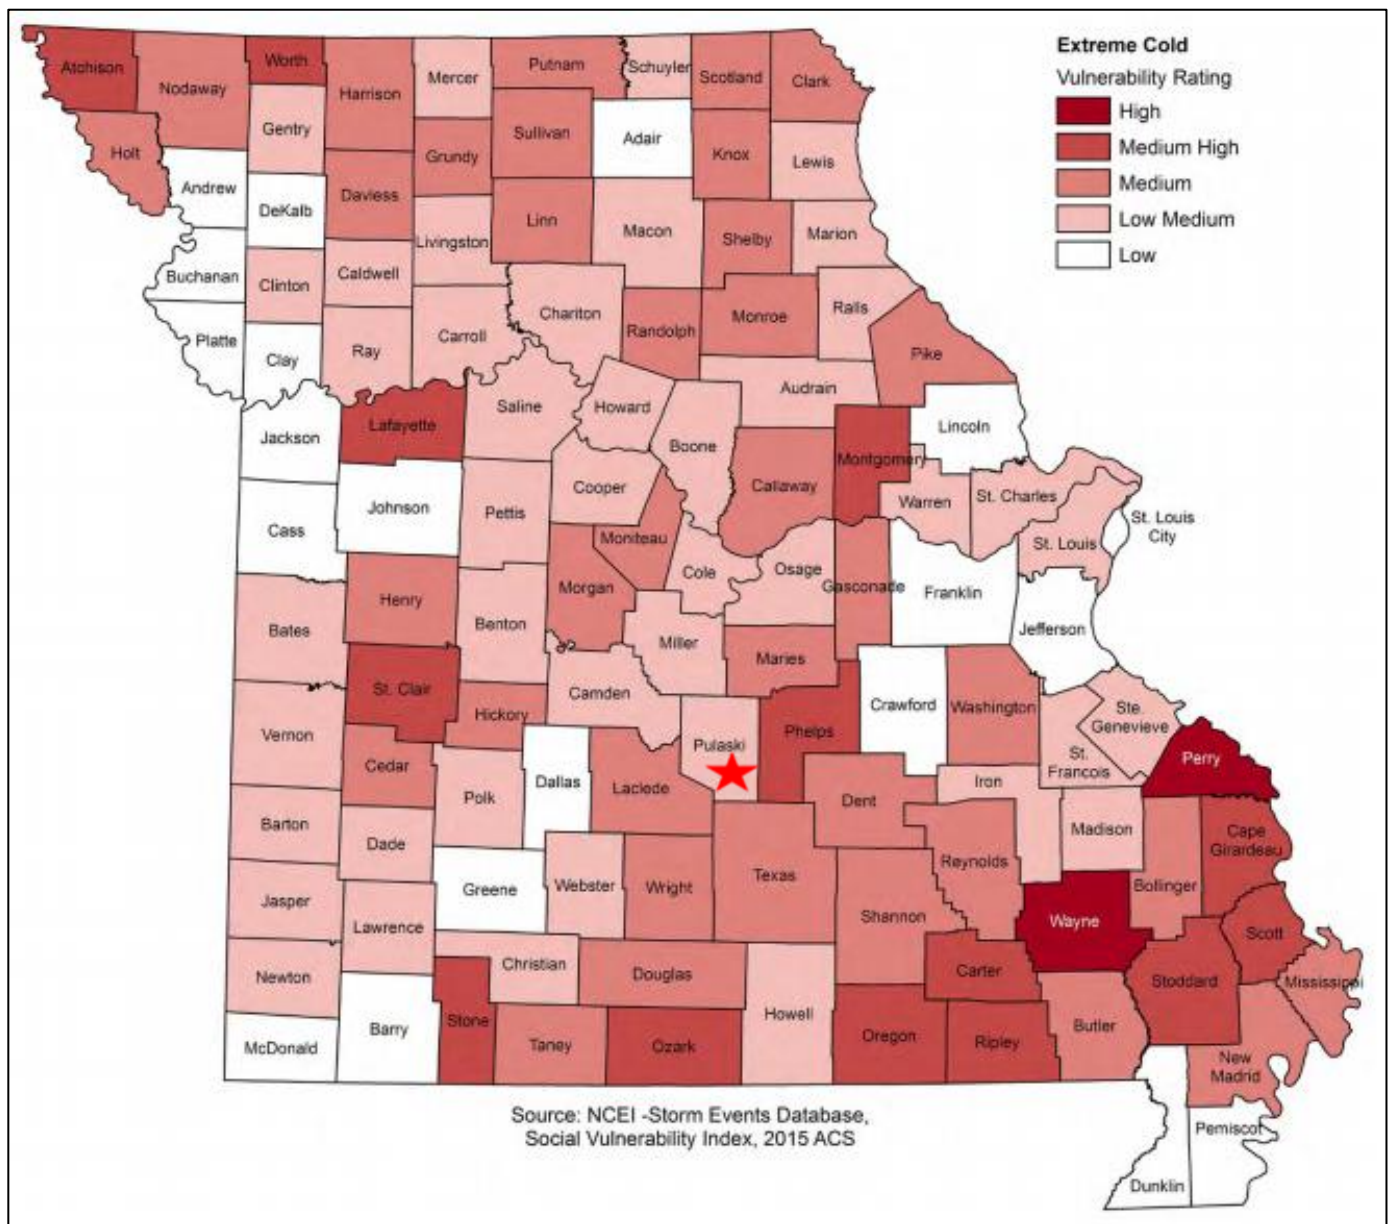 Extreme Cold
Vulnerability Rating
High
Medium High
Medium
Low Medium
Low
Atchison
Nodaway
Worth
Harrison
Mercer
Putnam
Schuyler
Scotland
Clark
Gentry
Holt
Andrew
DeKalb
Daviess
Grundy
Sullivan
Adair
Knox
Lewis
Buchanan
Clinton
Caldwell
Livingston
Linn
Macon
Shelby
Marion
Platte
Clay
Ray
Carroll
Chariton
Randolph
Monroe
Ralls
Pike
Audrain
Jackson
Lafayette
Saline
Howard
Boone
Callaway
Montgomery
Lincoln
Cass
Johnson
Pettis
Cooper
Moniteau
Warren
St. Charles
St. Louis
St. Louis
City
Bates
Henry
Benton
Morgan
Cole
Osage
Gasconade
Franklin
Jefferson
Miller
Maries
Vernon
St. Clair
Hickory
Camden
Pulaski
Phelps
Crawford
Washington
Ste.
Genevieve
St.
Francois
Perry
Cedar
Polk
Dallas
Laclede
Dent
Iron
Madison
Barton
Dade
Greene
Webster
Wright
Texas
Reynolds
Bollinger
Cape
Girardeau
Jasper
Lawrence
Shannon
Wayne
Scott
Newton
Christian
Douglas
Carter
Stoddard
Mississippi
McDonald
Barry
Stone
Taney
Ozark
Howell
Oregon
Ripley
Butler
New
Madrid
Pemiscot
Dunklin
Source: NCEI -Storm Events Database,
Social Vulnerability Index, 2015 ACS